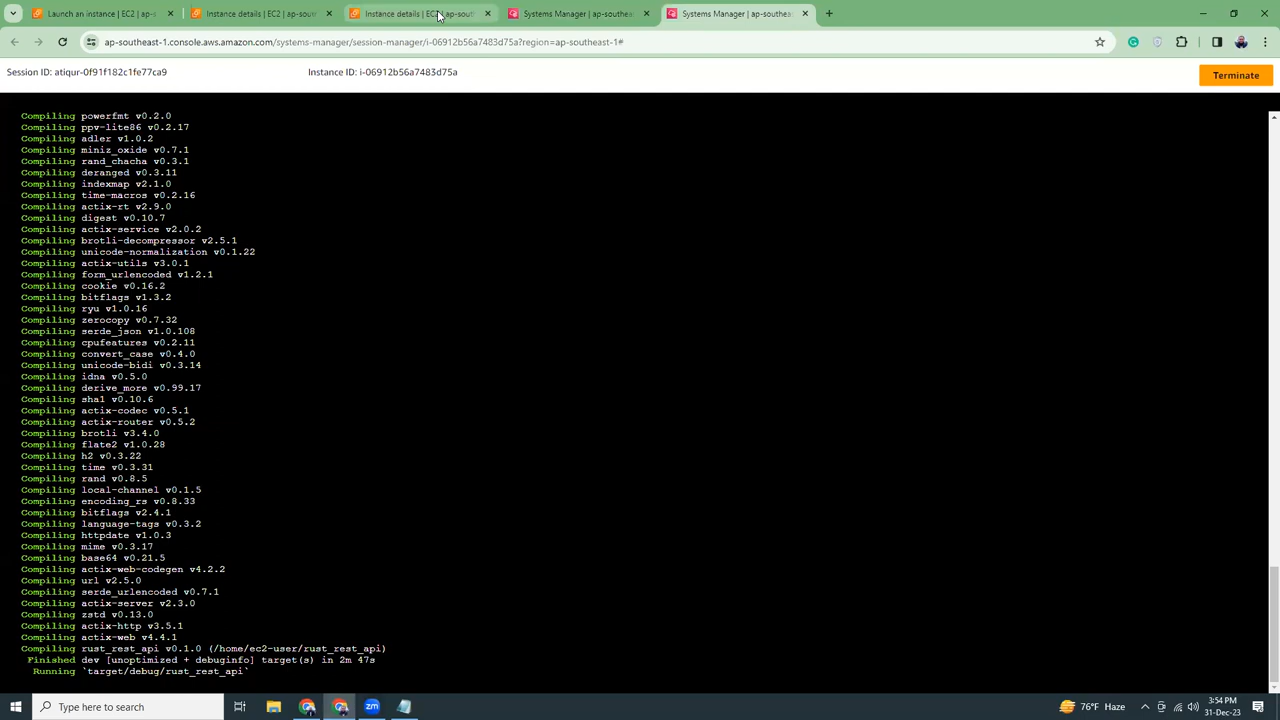 Launch an instance | EC2 | ap-s
Instance details | EC2 | ap-sou
Instance details | EC2 | ap-sout
Systems Manager | ap-southeas
Systems Manager | ap-southeas
ap-southeast-1.console.aws.amazon.com/systems-manager/session-manager/i-06912b56a7483d75a?region=ap-southeast-1#
Session ID: atiqur-0f91f182c1fe77ca9
Instance ID: i-06912b56a7483d75a
Terminate
Compiling powerfmt v0.2.0
Compiling ppv-lite86 v0.2.17
Compiling adler v1.0.2
Compiling miniz_oxide v0.7.1
Compiling rand_chacha v0.3.1
Compiling deranged v0.3.11
Compiling indexmap v2.1.0
Compiling time-macros v0.2.16
Compiling actix-rt v2.9.0
Compiling digest v0.10.7
Compiling actix-service v2.0.2
Compiling brotli-decompressor v2.5.1
Compiling unicode-normalization v0.1.22
Compiling actix-utils v3.0.1
Compiling form_urlencoded v1.2.1
Compiling cookie v0.16.2
Compiling bitflags v1.3.2
Compiling ryu v1.0.16
Compiling zerocopy v0.7.32
Compiling serde_json v1.0.108
Compiling cpufeatures v0.2.11
Compiling convert_case v0.4.0
Compiling unicode-bidi v0.3.14
Compiling idna v0.5.0
Compiling derive_more v0.99.17
Compiling sha1 v0.10.6
Compiling actix-codec v0.5.1
Compiling actix-router v0.5.2
Compiling brotli v3.4.0
Compiling flate2 v1.0.28
Compiling h2 v0.3.22
Compiling time v0.3.31
Compiling rand v0.8.5
Compiling local-channel v0.1.5
Compiling encoding_rs v0.8.33
Compiling bitflags v2.4.1
Compiling language-tags v0.3.2
Compiling httpdate v1.0.3
Compiling mime v0.3.17
Compiling base64 v0.21.5
Compiling actix-web-codegen v4.2.2
Compiling url v2.5.0
Compiling serde_urlencoded v0.7.1
Compiling actix-server v2.3.0
Compiling zstd v0.13.0
Compiling actix-http v3.5.1
Compiling actix-web v4.4.1
Compiling rust_rest_api v0.1.0 (/home/ec2-user/rust_rest_api)
Finished dev [unoptimized + debuginfo] target(s) in 2m 47s
Running `target/debug/rust_rest_api`
Type here to search
zm
76°F Haze
3:54 PM
31-Dec-23